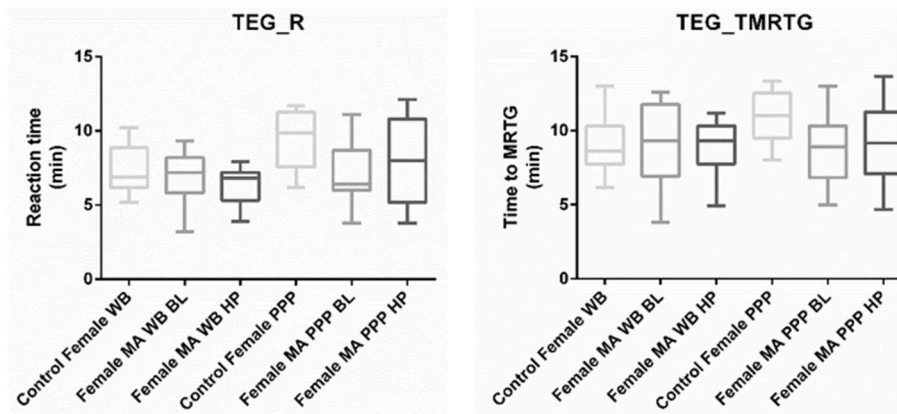 TEG_R
15
10
5
0
Reaction time
(min)
Control Female WB
Female MA WB BL
Female MA WB HP
Control Female PPP
Female MA PPP BL
Female MA PPP HP
TEG_TMRTG
15
10
5
0
Time to MRTG
(min)
Control Female WB
Female MA WB BL
Female MA WB HP
Control Female PPP
Female MA PPP BL
Female MA PPP HP